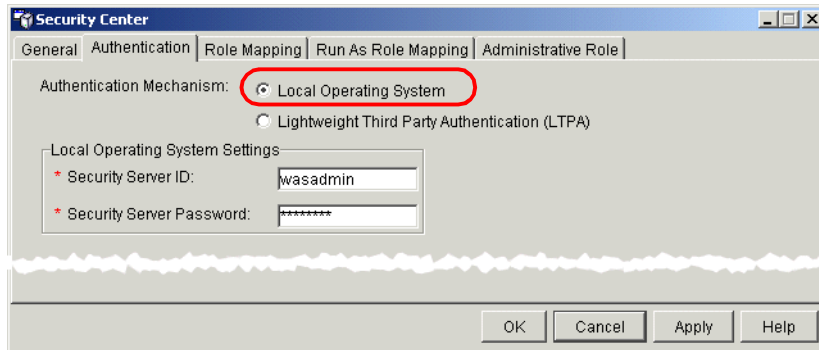 Security Center
General Authentication Role Mapping Run As Role Mapping Administrative Role
Authentication Mechanism: Local Operating System
Lightweight Third Party Authentication (LTPA)
Local Operating System Settings
* Security Server ID: wasadmin
* Security Server Password: ********
OK Cancel Apply Help